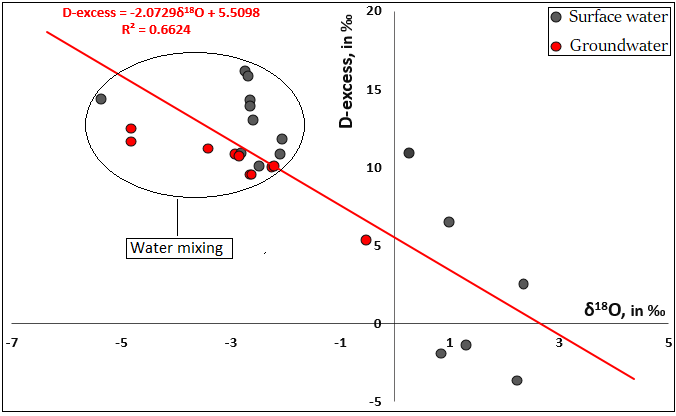 D-excess = -2.0729δ¹⁸O + 5.5098
R² = 0.6624
Surface water
Groundwater
D-excess, in ‰
20
15
10
5
0
-5
Water mixing
δ¹⁸O, in ‰
-7
-5
-3
-1
1
3
5